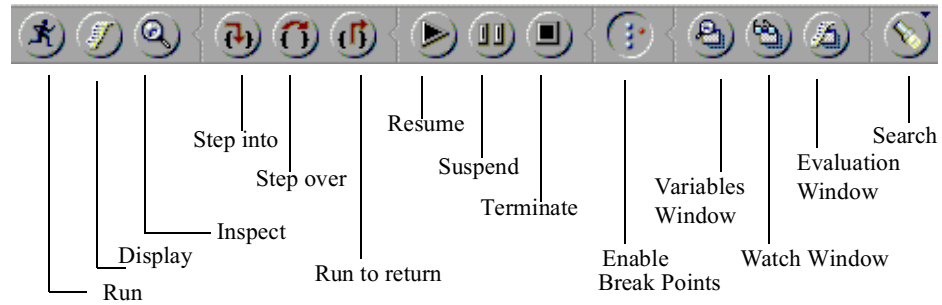 Resume
Search
Step into
Suspend
Evaluation
Window
Step over
Variables
Window
Terminate
Inspect
Display
Enable
Break Points
Watch Window
Run to return
Run